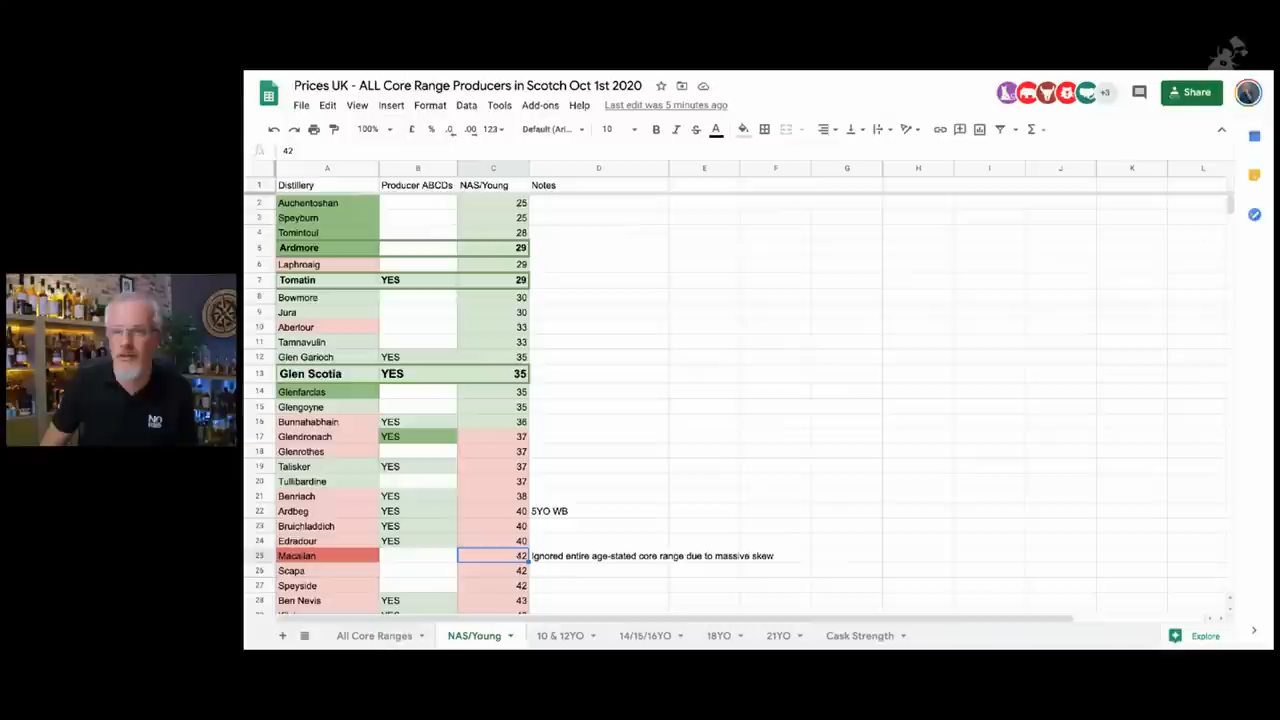 Prices UK - ALL Core Range Producers in Scotch Oct 1st 2020
File Edit View Insert Format Data Tools Add-ons Help Last edit was 5 minutes ago
+3
Share
100% £ % .0 .00 123 Default (Ari... 10 B I S A
fx 42
A B C D E F G H I J K L
1 Distillery Producer ABCDs NAS/Young Notes
2 Auchentoshan 25
3 Speyburn 25
4 Tomintoul 28
5 Ardmore 29
6 Laphroaig 29
7 Tomatin YES 29
8 Bowmore 30
9 Jura 30
10 Aberlour 33
11 Tamnavulin 33
12 Glen Garioch YES 35
13 Glen Scotia YES 35
14 Glenfarclas 35
15 Glengoyne 35
16 Bunnahabhain YES 36
17 Glendronach YES 37
18 Glenrothes 37
19 Talisker YES 37
20 Tullibardine 37
21 Benriach YES 38
22 Ardbeg YES 40 5YO WB
23 Bruichladdich YES 40
24 Edradour YES 40
25 Macallan 42 Ignored entire age-stated core range due to massive skew
26 Scapa 42
27 Speyside 42
28 Ben Nevis YES 43
All Core Ranges NAS/Young 10 & 12YO 14/15/16YO 18YO 21YO Cask Strength Explore